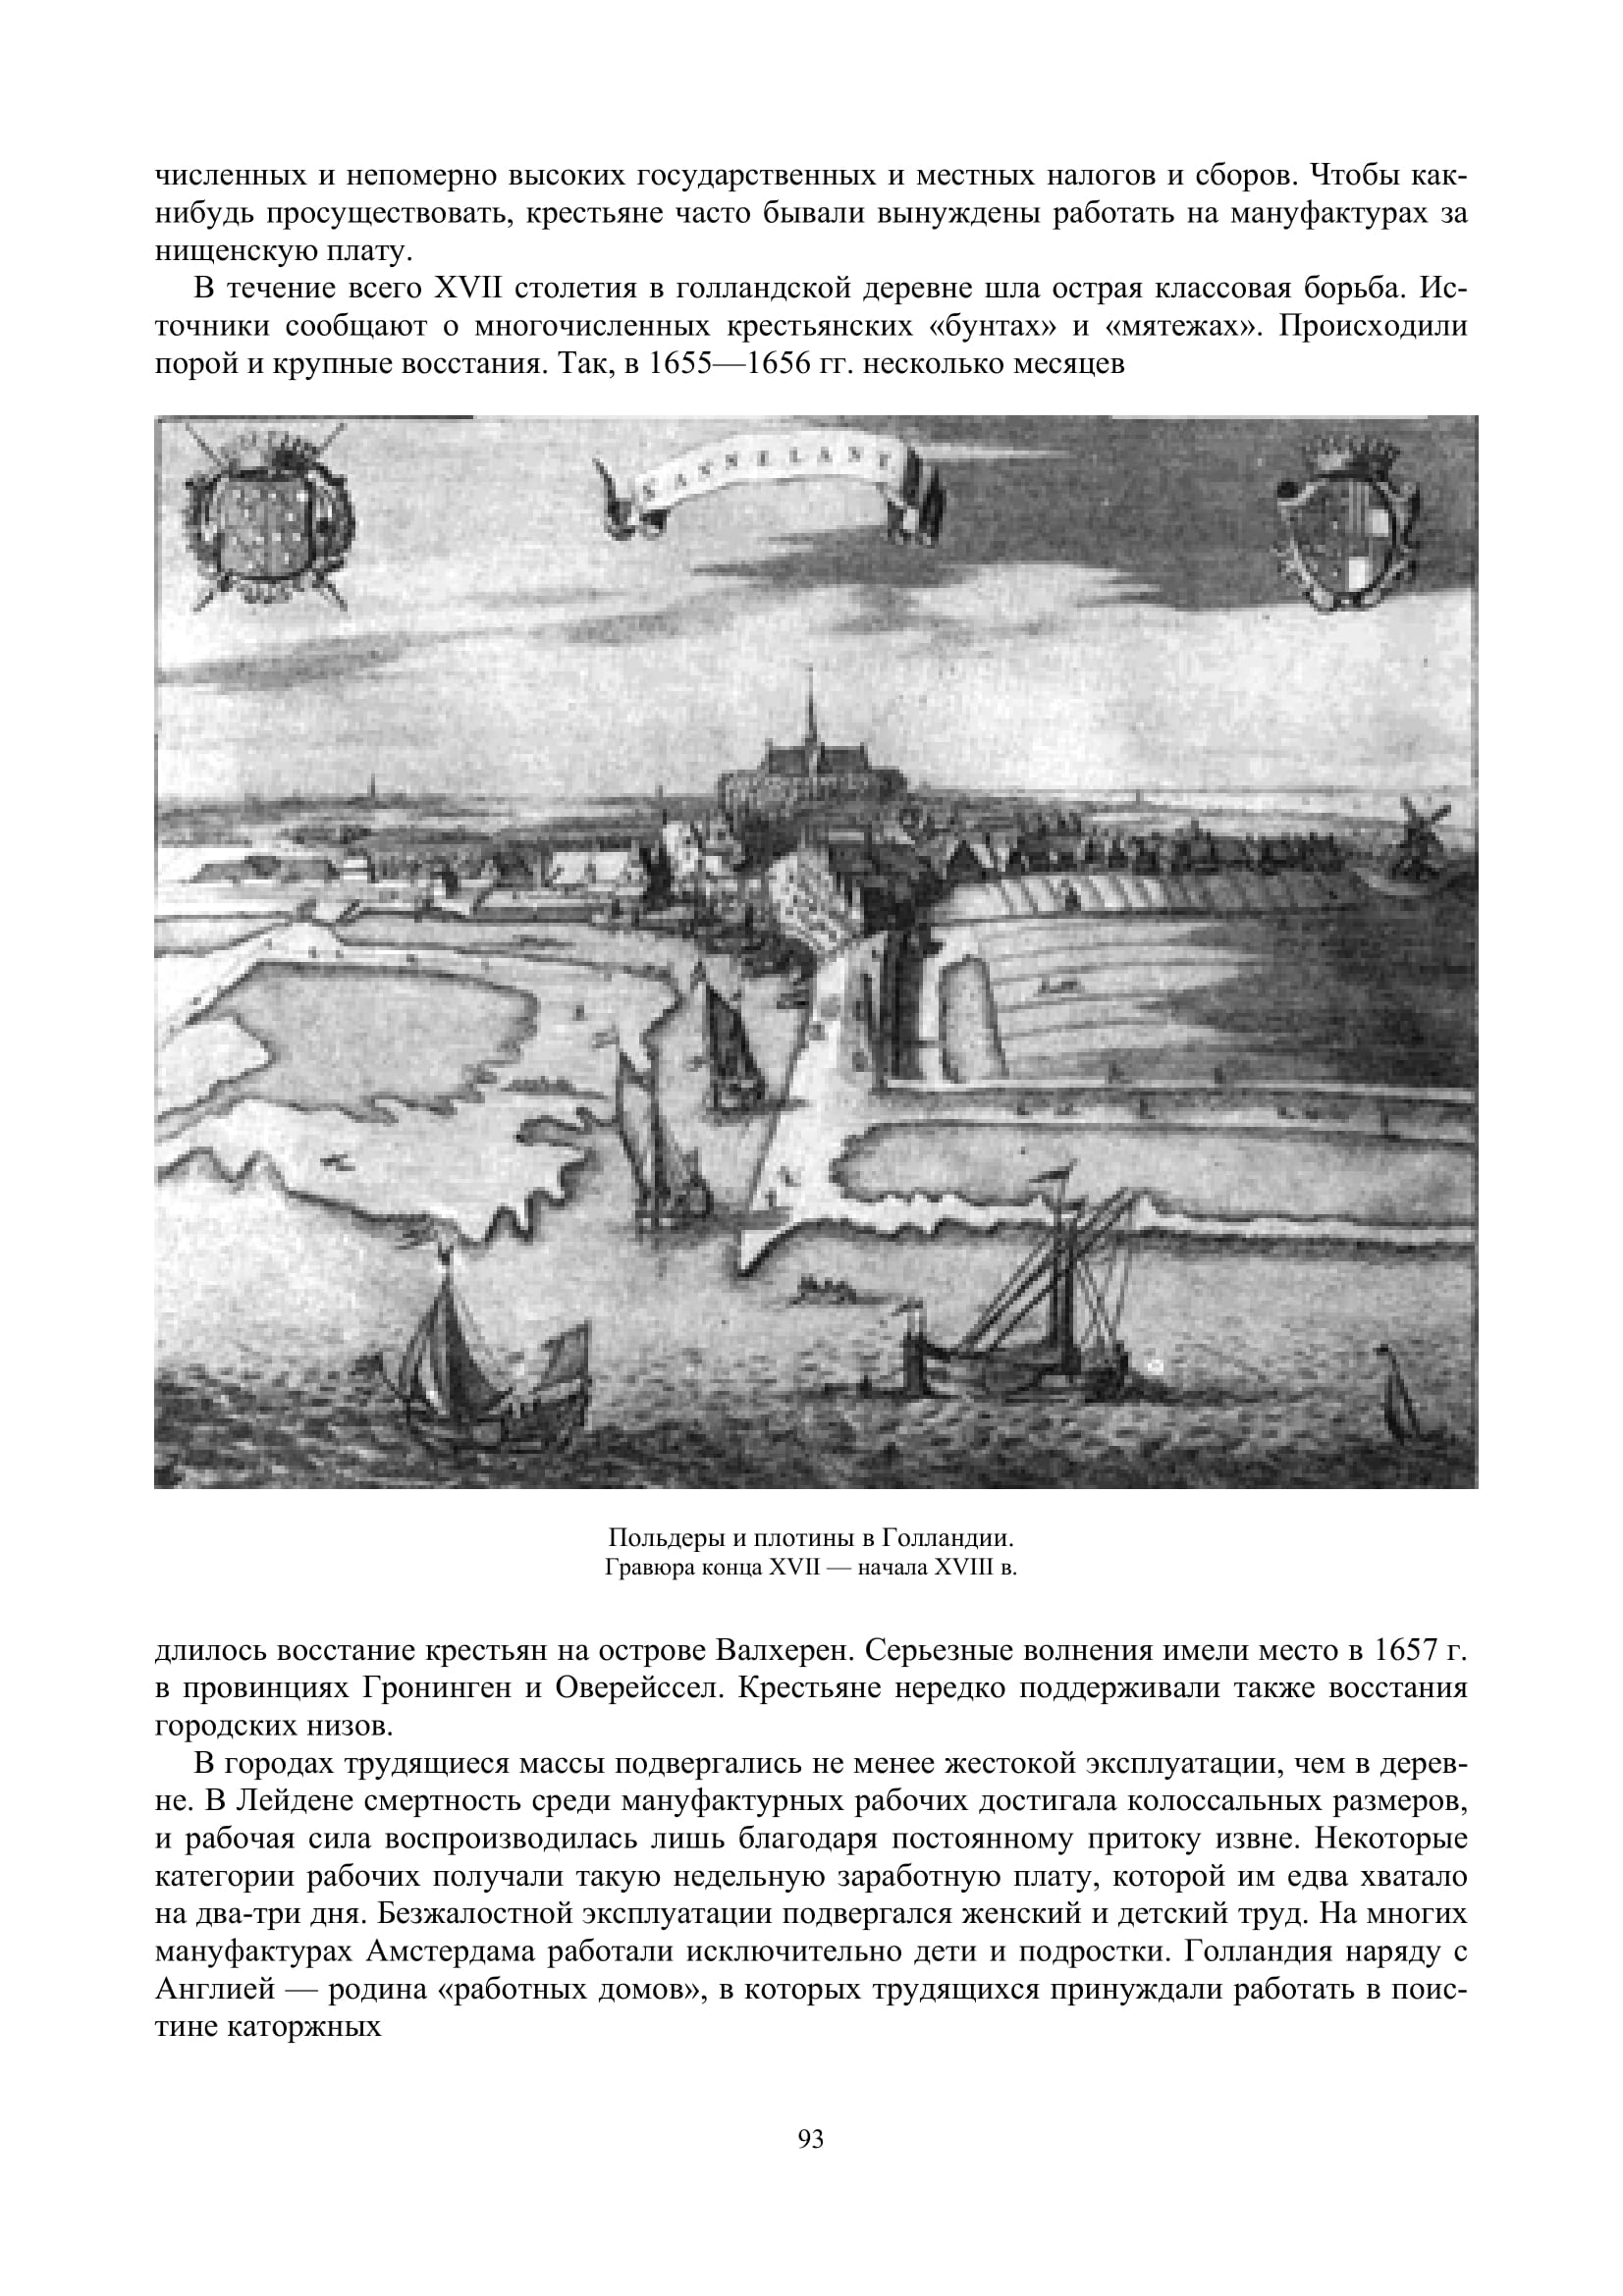 численных и непомерно высоких государственных и местных налогов и сборов. Чтобы как-
нибудь просуществовать, крестьяне часто бывали вынуждены работать на мануфактурах за
нищенскую плату.
В течение всего XVII столетия в голландской деревне шла острая классовая борьба. Ис-
точники сообщают о многочисленных крестьянских «бунтах» и «мятежах». Происходили
порой и крупные восстания. Так, в 1655—1656 гг. несколько месяцев
Польдеры и плотины в Голландии.
Гравюра конца XVII — начала XVIII в.
длилось восстание крестьян на острове Валхерен. Серьезные волнения имели место в 1657 г.
в провинциях Гронинген и Оверейссел. Крестьяне нередко поддерживали также восстания
городских низов.
В городах трудящиеся массы подвергались не менее жестокой эксплуатации, чем в дерев-
не. В Лейдене смертность среди мануфактурных рабочих достигала колоссальных размеров,
и рабочая сила воспроизводилась лишь благодаря постоянному притоку извне. Некоторые
категории рабочих получали такую недельную заработную плату, которой им едва хватало
на два-три дня. Безжалостной эксплуатации подвергался женский и детский труд. На многих
мануфактурах Амстердама работали исключительно дети и подростки. Голландия наряду с
Англией — родина «работных домов», в которых трудящихся принуждали работать в поис-
тине каторжных
93